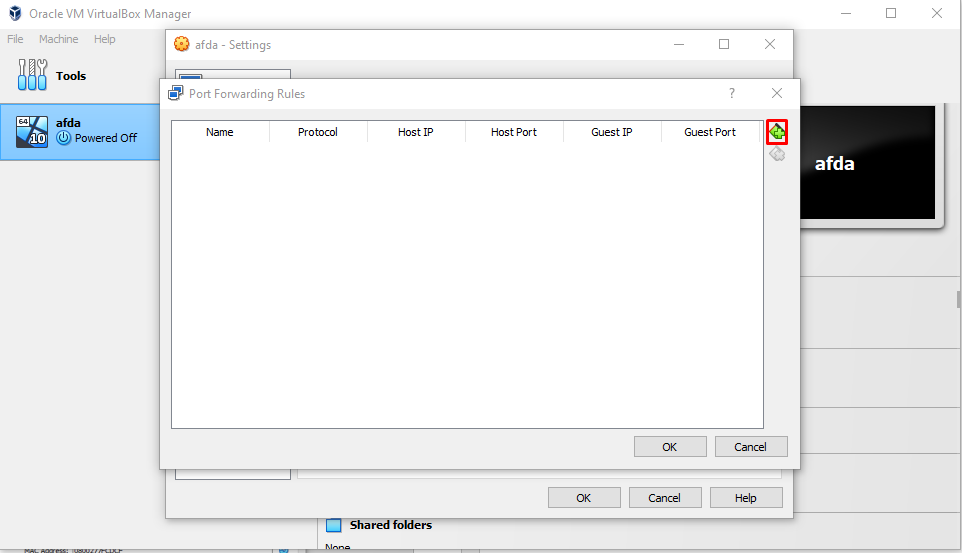 Oracle VM VirtualBox Manager
File Machine Help
afda - Settings
Tools
Port Forwarding Rules
?
Name Protocol Host IP Host Port Guest IP Guest Port
64
10
afda
Powered Off
afda
OK Cancel
OK Cancel Help
Shared folders
None
MAC Address: